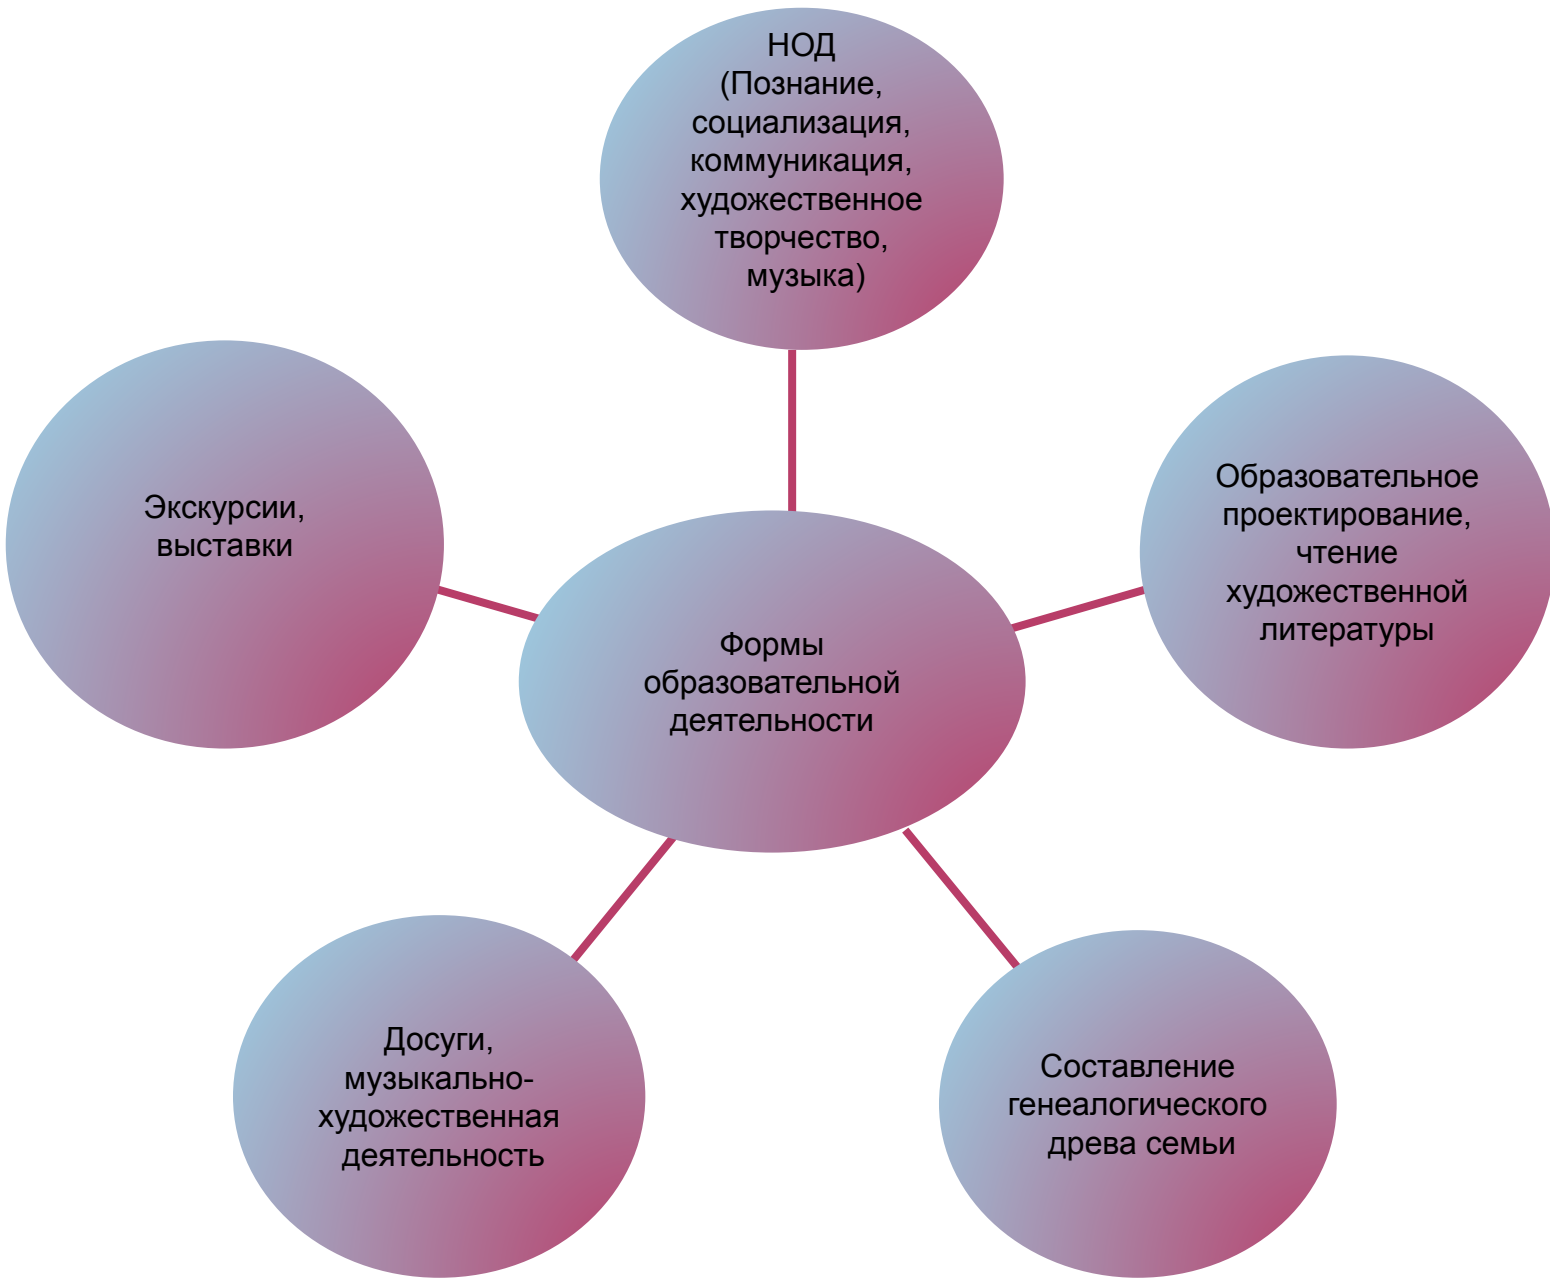 НОД
(Познание,
социализация,
коммуникация,
художественное
творчество,
музыка)
Экскурсии,
выставки
Образовательное
проектирование,
чтение
художественной
литературы
Формы
образовательной
деятельности
Досуги,
музыкально-
художественная
деятельность
Составление
генеалогического
древа семьи